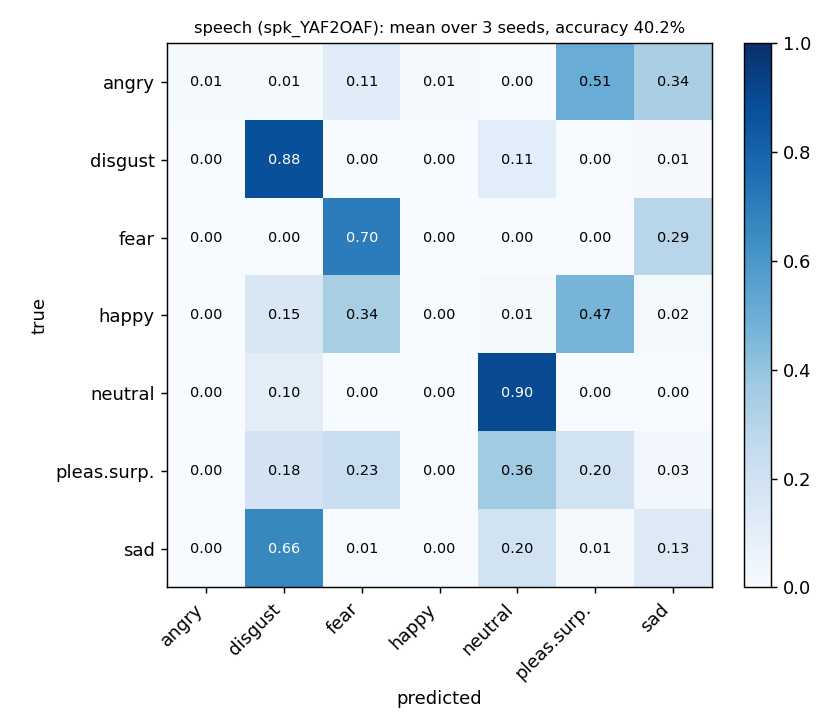 speech (spk_YAF2OAF): mean over 3 seeds, accuracy 40.2%
true
angry 0.01 0.01 0.11 0.01 0.00 0.51 0.34
disgust 0.00 0.88 0.00 0.00 0.11 0.00 0.01
fear 0.00 0.00 0.70 0.00 0.00 0.00 0.29
happy 0.00 0.15 0.34 0.00 0.01 0.47 0.02
neutral 0.00 0.10 0.00 0.00 0.90 0.00 0.00
pleas.surp. 0.00 0.18 0.23 0.00 0.36 0.20 0.03
sad 0.00 0.66 0.01 0.00 0.20 0.01 0.13
angry disgust fear happy neutral pleas.surp. sad
predicted
1.0
0.8
0.6
0.4
0.2
0.0